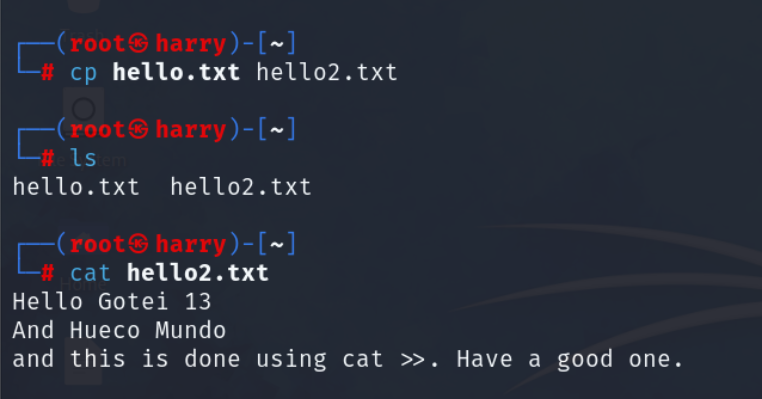 ┌──(root㉿harry)-[~]
└─# cp hello.txt hello2.txt
┌──(root㉿harry)-[~]
└─# ls
hello.txt  hello2.txt
┌──(root㉿harry)-[~]
└─# cat hello2.txt
Hello Gotei 13
And Hueco Mundo
and this is done using cat >>. Have a good one.